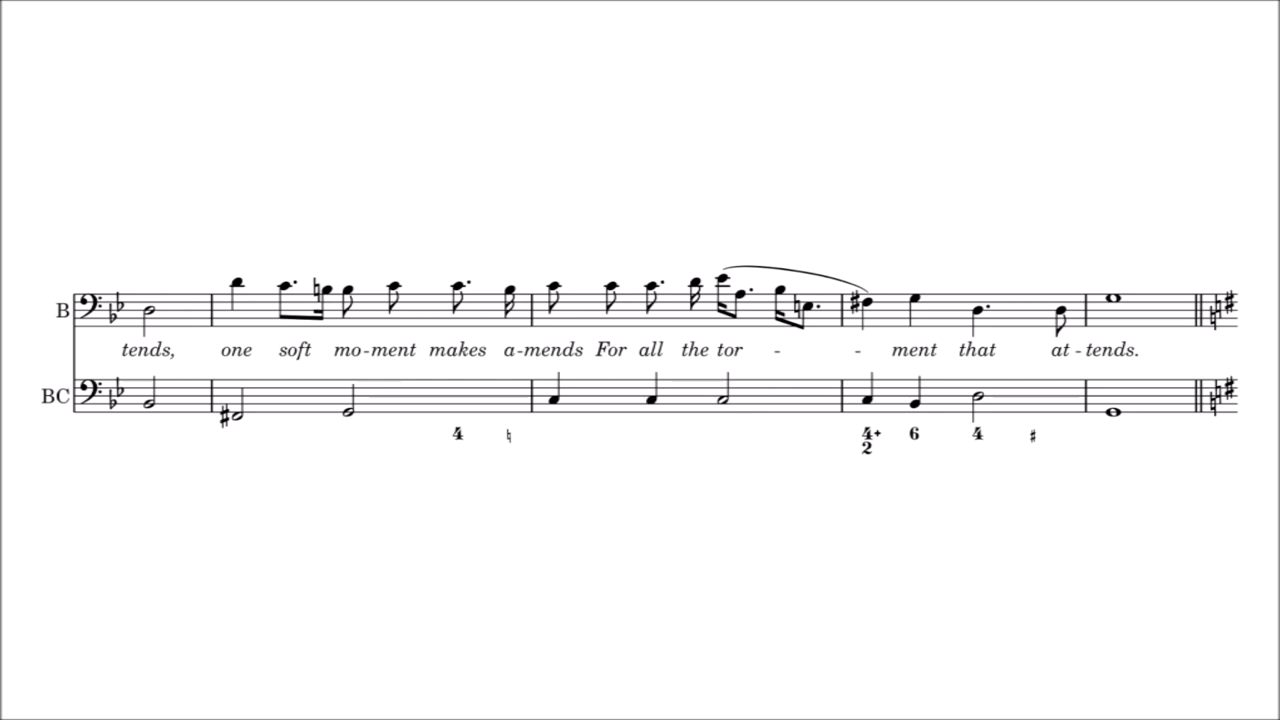 B
tends, one soft mo-ment makes a-mends For all the tor - - ment that at-tends.
BC
4 ♮ 4+ 6 4 ♯
2